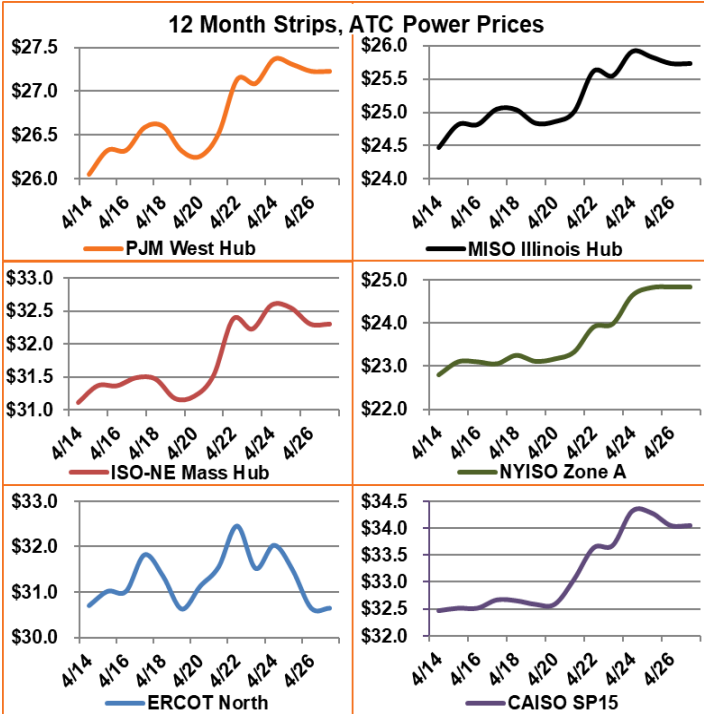 12 Month Strips, ATC Power Prices
$27.5
$27.0
$26.5
$26.0
4/14 4/16 4/18 4/20 4/22 4/24 4/26
PJM West Hub
$26.0
$25.5
$25.0
$24.5
$24.0
4/14 4/16 4/18 4/20 4/22 4/24 4/26
MISO Illinois Hub
$33.0
$32.5
$32.0
$31.5
$31.0
4/14 4/16 4/18 4/20 4/22 4/24 4/26
ISO-NE Mass Hub
$25.0
$24.0
$23.0
$22.0
4/14 4/16 4/18 4/20 4/22 4/24 4/26
NYISO Zone A
$33.0
$32.0
$31.0
$30.0
4/14 4/16 4/18 4/20 4/22 4/24 4/26
ERCOT North
$34.5
$34.0
$33.5
$33.0
$32.5
$32.0
4/14 4/16 4/18 4/20 4/22 4/24 4/26
CAISO SP15